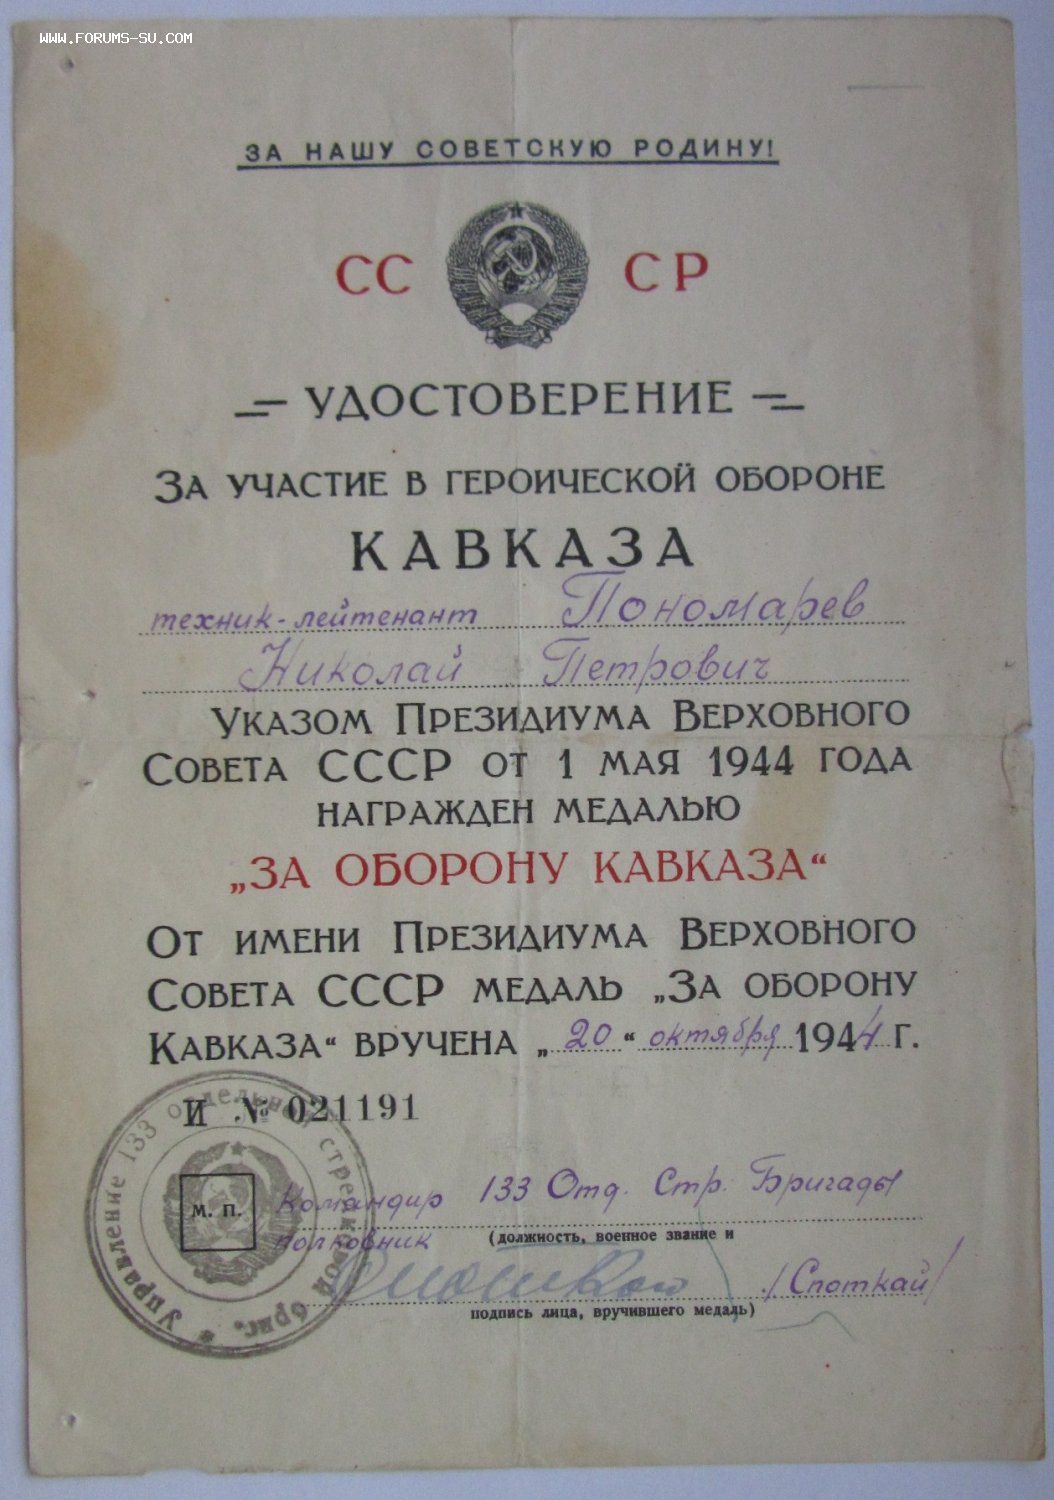 WWW.FORUMS-SU.COM
ЗА НАШУ СОВЕТСКУЮ РОДИНУ!
СС СР
УДОСТОВЕРЕНИЕ
ЗА УЧАСТИЕ В ГЕРОИЧЕСКОЙ ОБОРОНЕ
КАВКАЗА
техник-лейтенант Пономарев
Николай Петрович
УКАЗОМ ПРЕЗИДИУМА ВЕРХОВНОГО
СОВЕТА СССР ОТ 1 МАЯ 1944 ГОДА
НАГРАЖДЕН МЕДАЛЬЮ
„ЗА ОБОРОНУ КАВКАЗА“
ОТ ИМЕНИ ПРЕЗИДИУМА ВЕРХОВНОГО
СОВЕТА СССР МЕДАЛЬ „ЗА ОБОРОНУ
КАВКАЗА“ ВРУЧЕНА „20“ октября 1944 Г.
И № 021191
Управление 133 отдельной стрелковой бриг. *
М. П.
Командир 133 Отд. Стр. Бригады
полковник
(должность, военное звание и
/Споткай/
подпись лица, вручившего медаль)